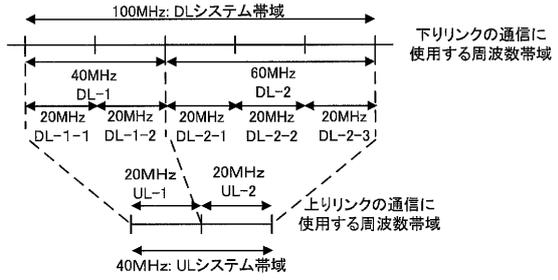 100MHz: DLシステム帯域
下りリンクの通信に
使用する周波数帯域
40MHz
DL-1
60MHz
DL-2
20MHz
DL-1-1
20MHz
DL-1-2
20MHz
DL-2-1
20MHz
DL-2-2
20MHz
DL-2-3
20MHz
UL-1
20MHz
UL-2
上りリンクの通信に
使用する周波数帯域
40MHz: ULシステム帯域